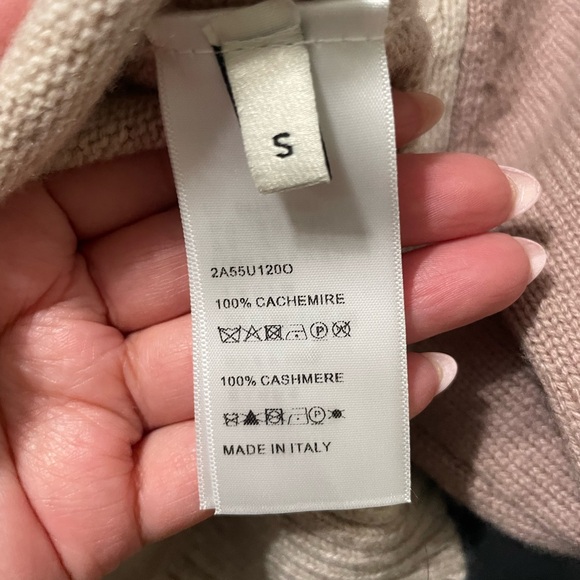 S
2A55U120O
100% CACHEMIRE
P
100% CASHMERE
P
MADE IN ITALY